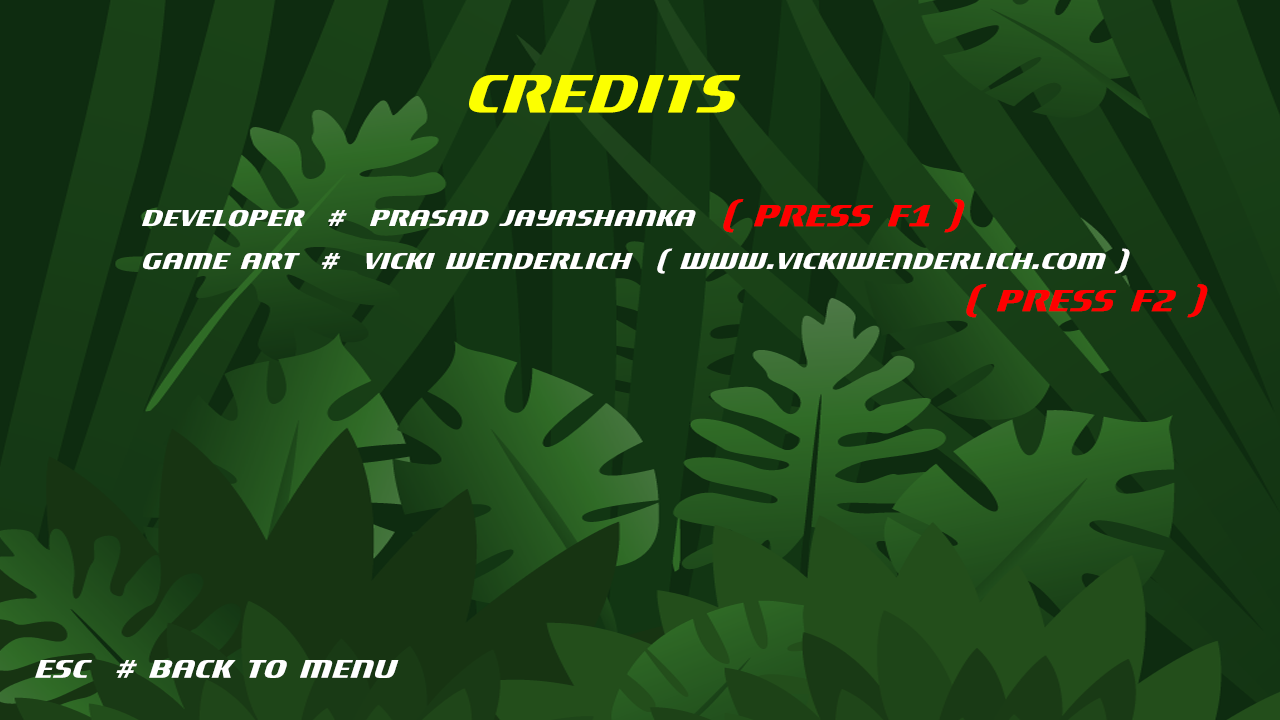 CREDITS
DEVELOPER # PRASAD JAYASHANKA ( PRESS F1 )
GAME ART # VICKI WENDERLICH ( WWW.VICKIWENDERLICH.COM )
( PRESS F2 )
ESC # BACK TO MENU